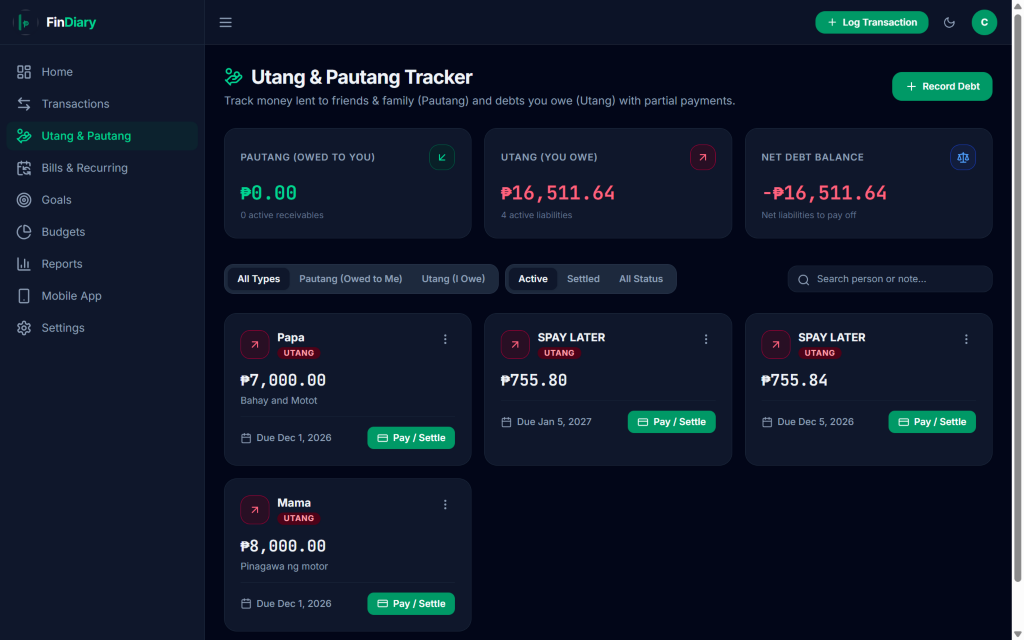 FinDiary
+ Log Transaction
C
Home
Transactions
Utang & Pautang
Bills & Recurring
Goals
Budgets
Reports
Mobile App
Settings
Utang & Pautang Tracker
Track money lent to friends & family (Pautang) and debts you owe (Utang) with partial payments.
+ Record Debt
PAUTANG (OWED TO YOU)
₱0.00
0 active receivables
UTANG (YOU OWE)
₱16,511.64
4 active liabilities
NET DEBT BALANCE
-₱16,511.64
Net liabilities to pay off
All Types Pautang (Owed to Me) Utang (I Owe)
Active Settled All Status
Search person or note...
Papa
UTANG
₱7,000.00
Bahay and Motot
Due Dec 1, 2026
Pay / Settle
SPAY LATER
UTANG
₱755.80
Due Jan 5, 2027
Pay / Settle
SPAY LATER
UTANG
₱755.84
Due Dec 5, 2026
Pay / Settle
Mama
UTANG
₱8,000.00
Pinagawa ng motor
Due Dec 1, 2026
Pay / Settle